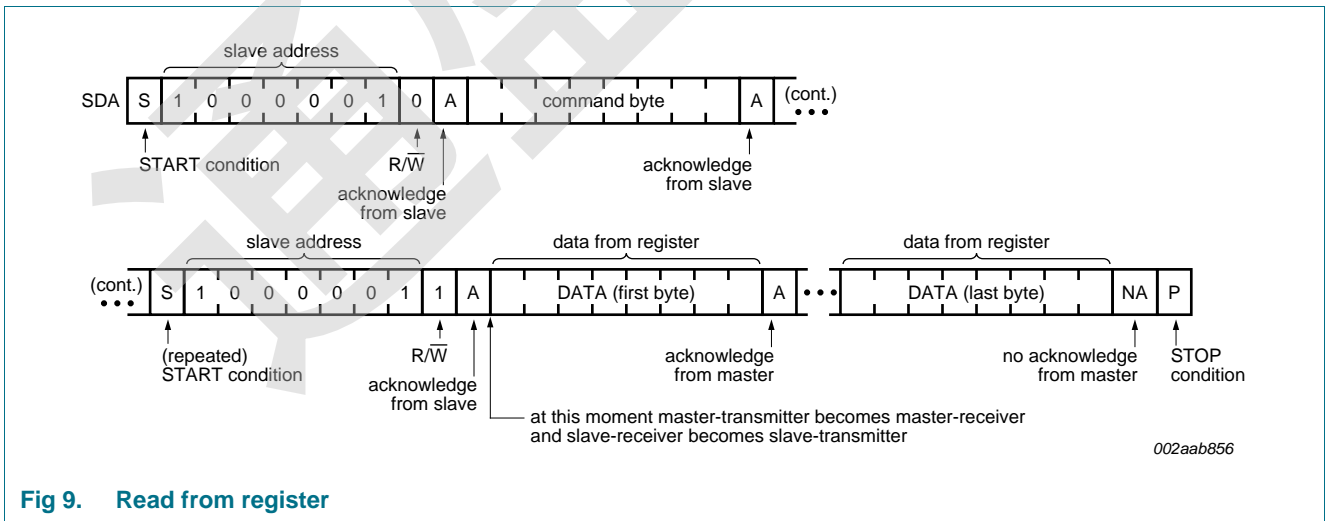 slave address
SDA S 1 0 0 0 0 0 1 0 A command byte A (cont.)
START condition R/W̅ acknowledge from slave
acknowledge from slave
slave address data from register data from register
(cont.) S 1 0 0 0 0 0 1 1 A DATA (first byte) A DATA (last byte) NA P
(repeated) START condition R/W̅ acknowledge from master no acknowledge from master STOP condition
acknowledge from slave
at this moment master-transmitter becomes master-receiver
and slave-receiver becomes slave-transmitter
002aab856
Fig 9. Read from register
通